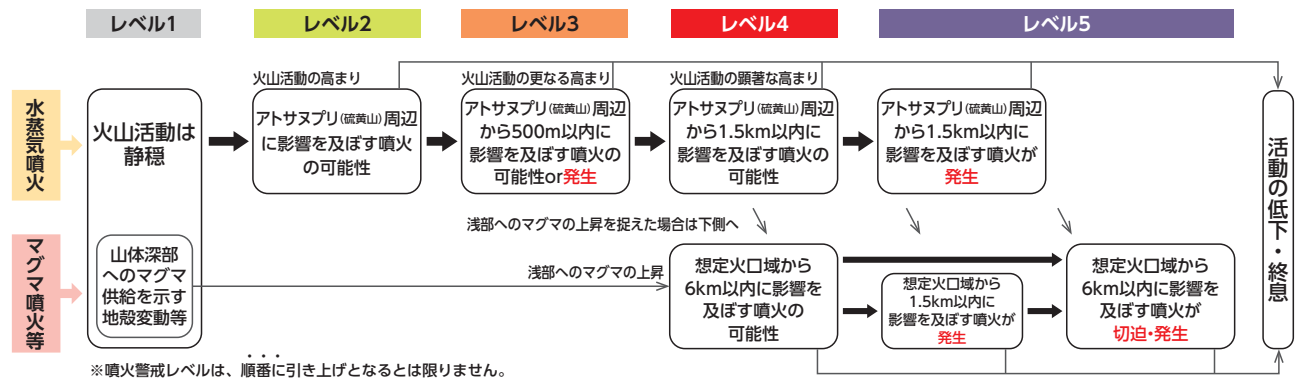 レベル1
レベル2
レベル3
レベル4
レベル5
水蒸気噴火
マグマ噴火等
火山活動は
静穏
山体深部
へのマグマ
供給を示す
地殻変動等
火山活動の高まり
アトサヌプリ(硫黄山)周辺
に影響を及ぼす噴火
の可能性
火山活動の更なる高まり
アトサヌプリ(硫黄山)周辺
から500m以内に
影響を及ぼす噴火の
可能性or発生
火山活動の顕著な高まり
アトサヌプリ(硫黄山)周辺
から1.5km以内に
影響を及ぼす噴火の
可能性
アトサヌプリ(硫黄山)周辺
から1.5km以内に
影響を及ぼす噴火が
発生
浅部へのマグマの上昇を捉えた場合は下側へ
浅部へのマグマの上昇
想定火口域から
6km以内に影響を
及ぼす噴火の
可能性
想定火口域から
1.5km以内に
影響を及ぼす噴火が
発生
想定火口域から
6km以内に影響を
及ぼす噴火が
切迫・発生
活動の低下・終息
※噴火警戒レベルは、順番に引き上げとなるとは限りません。